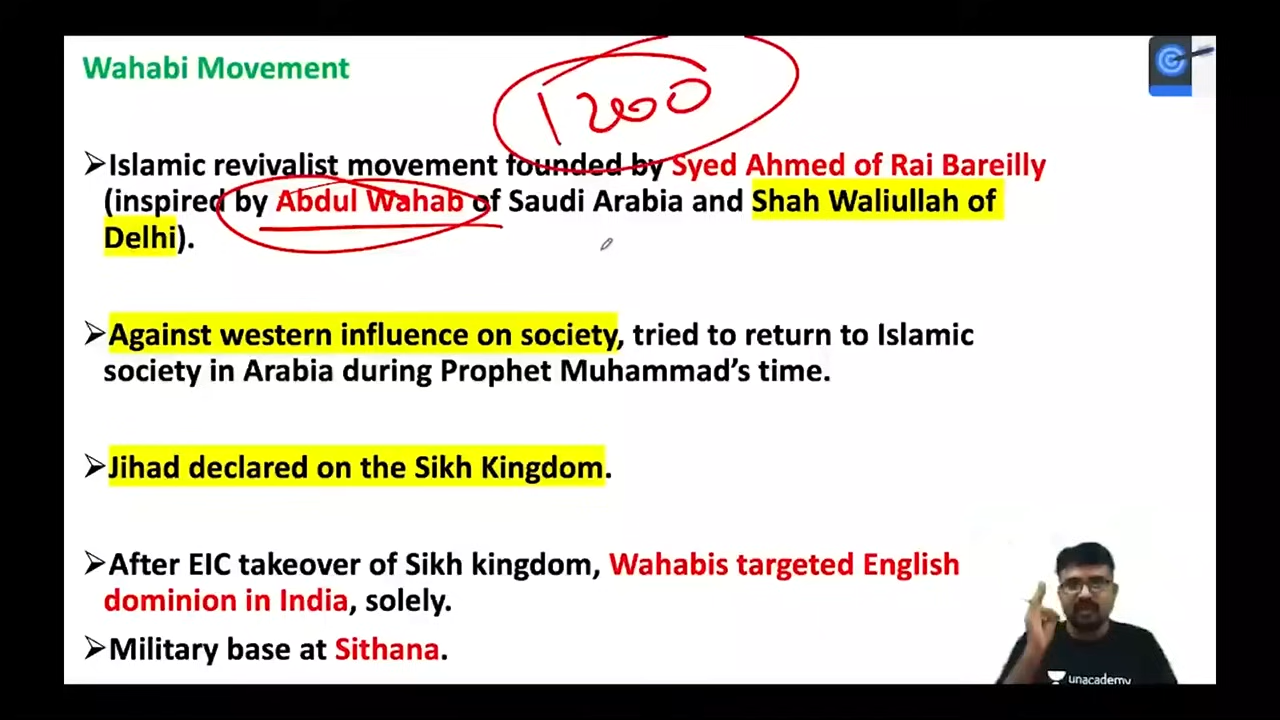 Wahabi Movement
1200
➢Islamic revivalist movement founded by Syed Ahmed of Rai Bareilly
(inspired by Abdul Wahab of Saudi Arabia and Shah Waliullah of
Delhi).
➢Against western influence on society, tried to return to Islamic
society in Arabia during Prophet Muhammad’s time.
➢Jihad declared on the Sikh Kingdom.
➢After EIC takeover of Sikh kingdom, Wahabis targeted English
dominion in India, solely.
➢Military base at Sithana.
unacademy